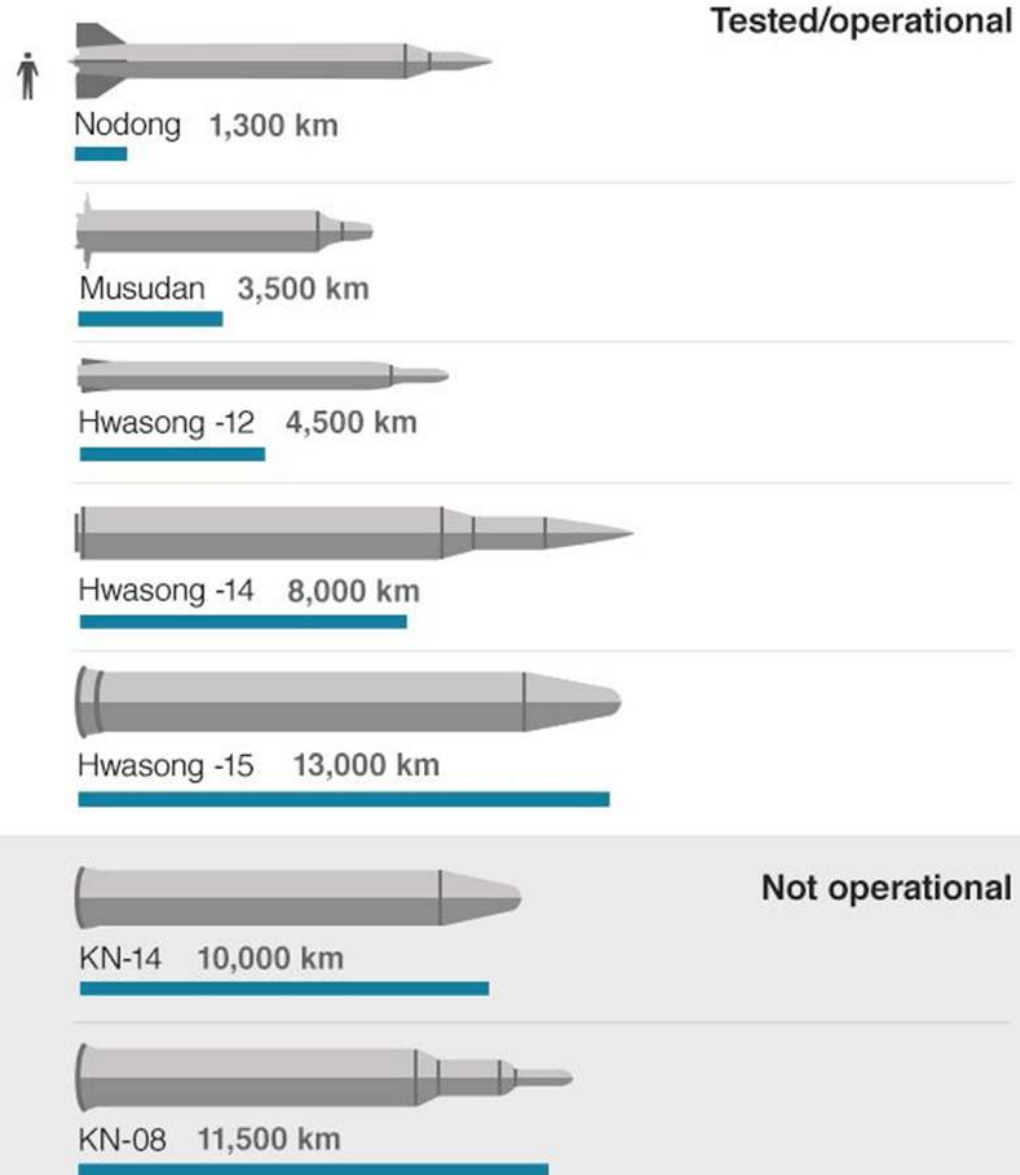 Tested/operational
Nodong 1,300 km
Musudan 3,500 km
Hwasong -12 4,500 km
Hwasong -14 8,000 km
Hwasong -15 13,000 km
Not operational
KN-14 10,000 km
KN-08 11,500 km